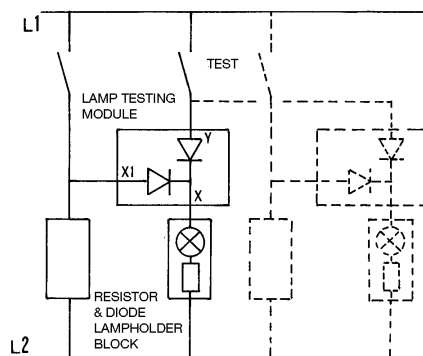 L1
TEST
LAMP TESTING
MODULE
Y
X1
X
RESISTOR
& DIODE
LAMPHOLDER
BLOCK
L2